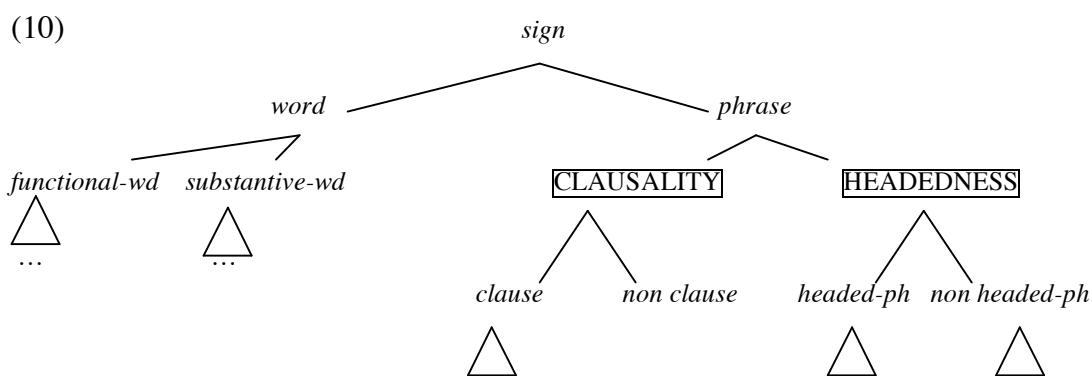 (10)
sign
word phrase
functional-wd substantive-wd CLAUSALITY HEADEDNESS
… …
clause non clause headed-ph non headed-ph